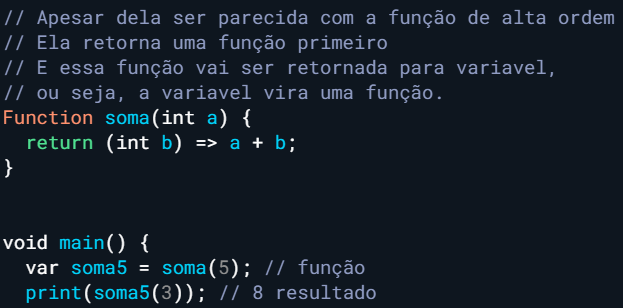 // Apesar dela ser parecida com a função de alta ordem
// Ela retorna uma função primeiro
// E essa função vai ser retornada para variavel,
// ou seja, a variavel vira uma função.
Function soma(int a) {
  return (int b) => a + b;
}
void main() {
  var soma5 = soma(5); // função
  print(soma5(3)); // 8 resultado